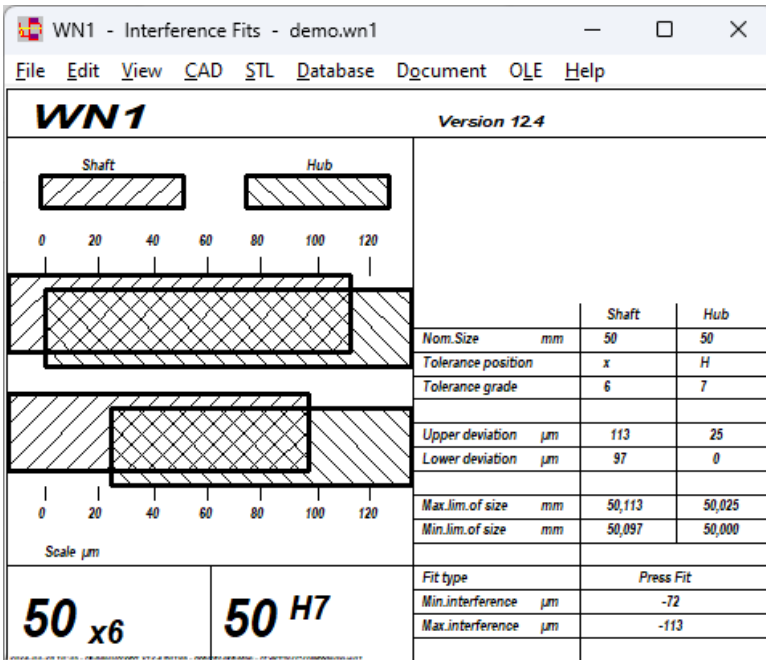 WN1 - Interference Fits - demo.wn1
File Edit View CAD STL Database Document OLE Help
WN1 Version 12.4
Shaft Hub
0 20 40 60 80 100 120
Shaft Hub
Nom.Size mm 50 50
Tolerance position x H
Tolerance grade 6 7
Upper deviation µm 113 25
Lower deviation µm 97 0
Max.lim.of size mm 50,113 50,025
Min.lim.of size mm 50,097 50,000
0 20 40 60 80 100 120
Scale µm
Fit type Press Fit
Min.interference µm -72
Max.interference µm -113
50 x6 50 H7